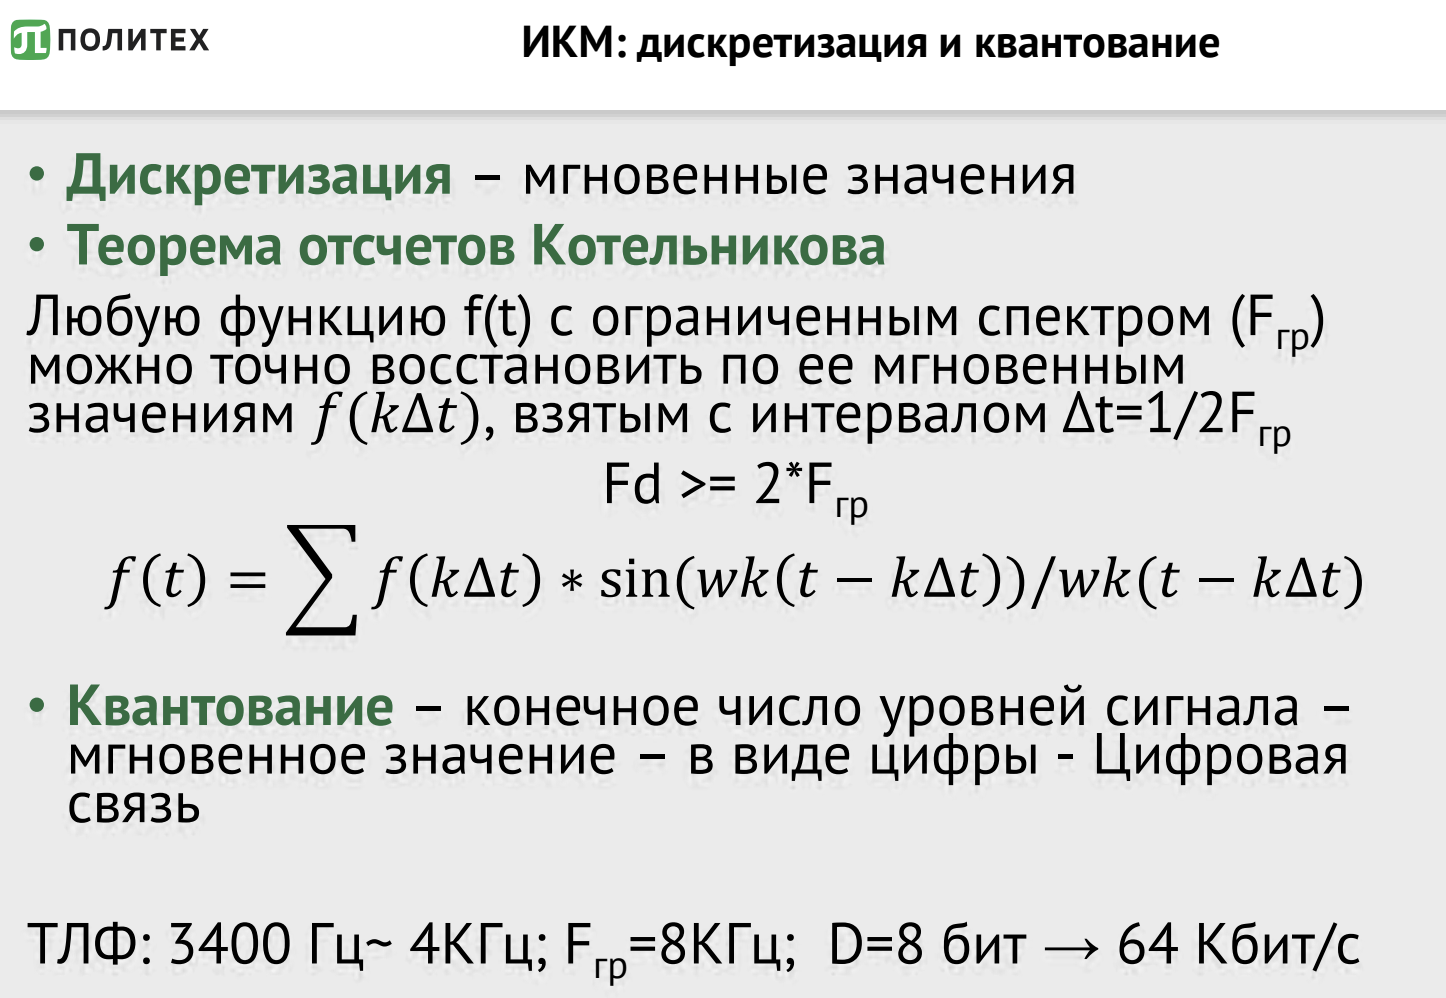 ПОЛИТЕХ
ИКМ: дискретизация и квантование
• Дискретизация – мгновенные значения
• Теорема отсчетов Котельникова
Любую функцию f(t) с ограниченным спектром (Fгр)
можно точно восстановить по ее мгновенным
значениям f(kΔt), взятым с интервалом Δt=1/2Fгр
Fd >= 2*Fгр
f(t) = ∑ f(kΔt) ∗ sin(wk(t − kΔt))/wk(t − kΔt)
• Квантование – конечное число уровней сигнала –
мгновенное значение – в виде цифры - Цифровая
связь
ТЛФ: 3400 Гц~ 4КГц; Fгр=8КГц; D=8 бит → 64 Кбит/с